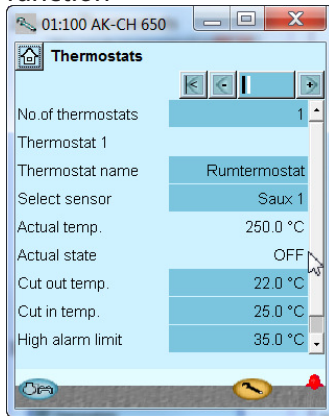 function
01:100 AK-CH 650
Thermostats
No.of thermostats 1
Thermostat 1
Thermostat name Rumtermostat
Select sensor Saux 1
Actual temp. 250.0 °C
Actual state OFF
Cut out temp. 22.0 °C
Cut in temp. 25.0 °C
High alarm limit 35.0 °C